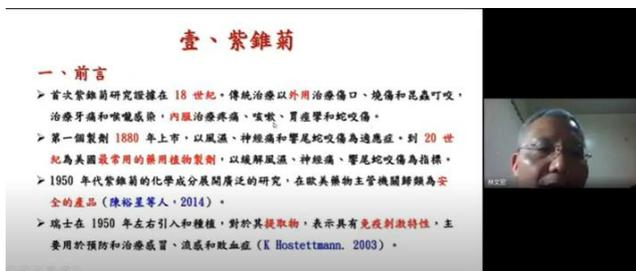 壹、紫錐菊
一、前言
➤ 首次紫錐菊研究證據在 18 世紀。傳統治療以外用治療傷口、燒傷和昆蟲叮咬，
治療牙痛和喉嚨感染，內服治療疼痛、咳嗽、胃痙攣和蛇咬傷。
➤ 第一個製劑 1880 年上市，以風濕、神經痛和響尾蛇咬傷為適應症。到 20 世
紀為美國最常用的藥用植物製劑，以緩解風濕、神經痛、響尾蛇咬傷為指標。
➤ 1950 年代紫錐菊的化學成分展開廣泛的研究，在歐美藥物主管機關歸類為安
全的產品（陳裕星等人，2014）。
➤ 瑞士在 1950 年左右引入和種植，對於其提取物，表示具有免疫刺激特性，主
要用於預防和治療感冒、流感和敗血症（K Hostettmann. 2003）。
林文宏